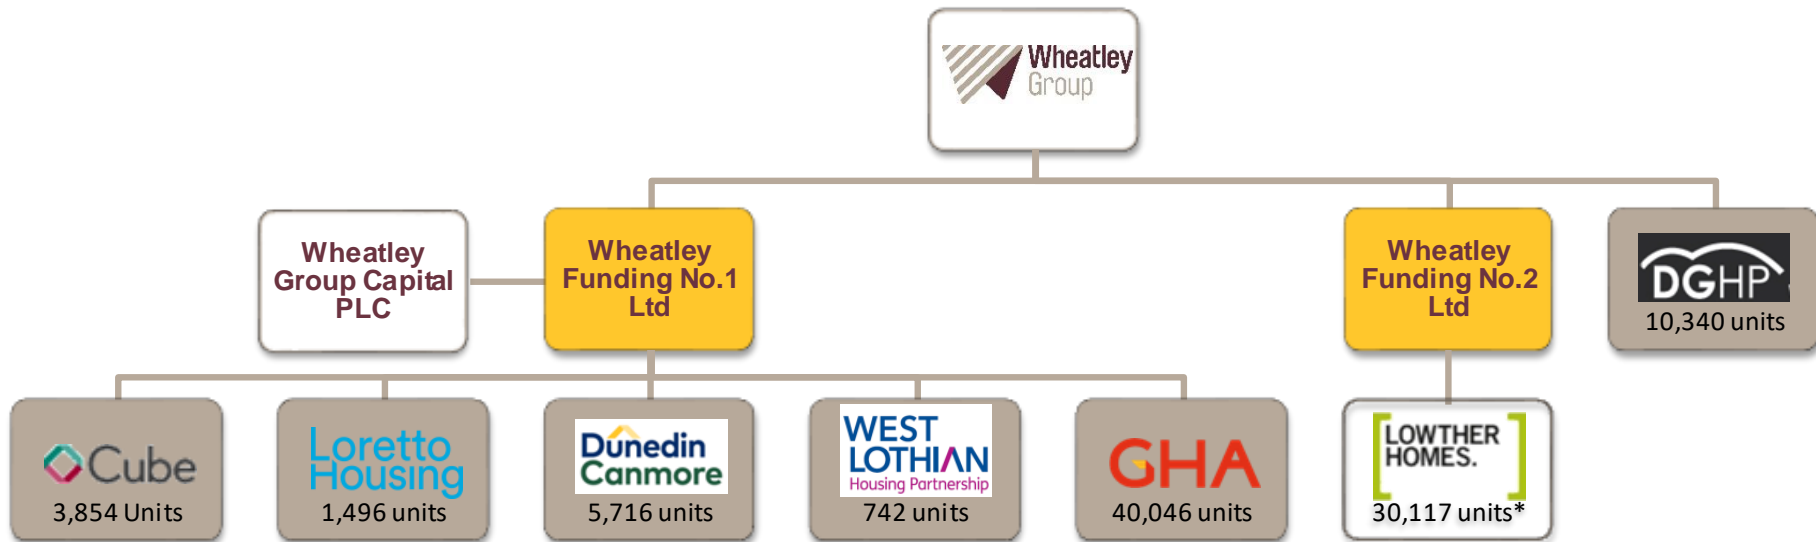 Wheatley
Group
Wheatley
Group Capital
PLC
Wheatley
Funding No.1
Ltd
Wheatley
Funding No.2
Ltd
DGHP
10,340 units
Cube
3,854 Units
Loretto
Housing
1,496 units
Dunedin
Canmore
5,716 units
WEST
LOTHIAN
Housing Partnership
742 units
GHA
40,046 units
LOWTHER
HOMES.
30,117 units*